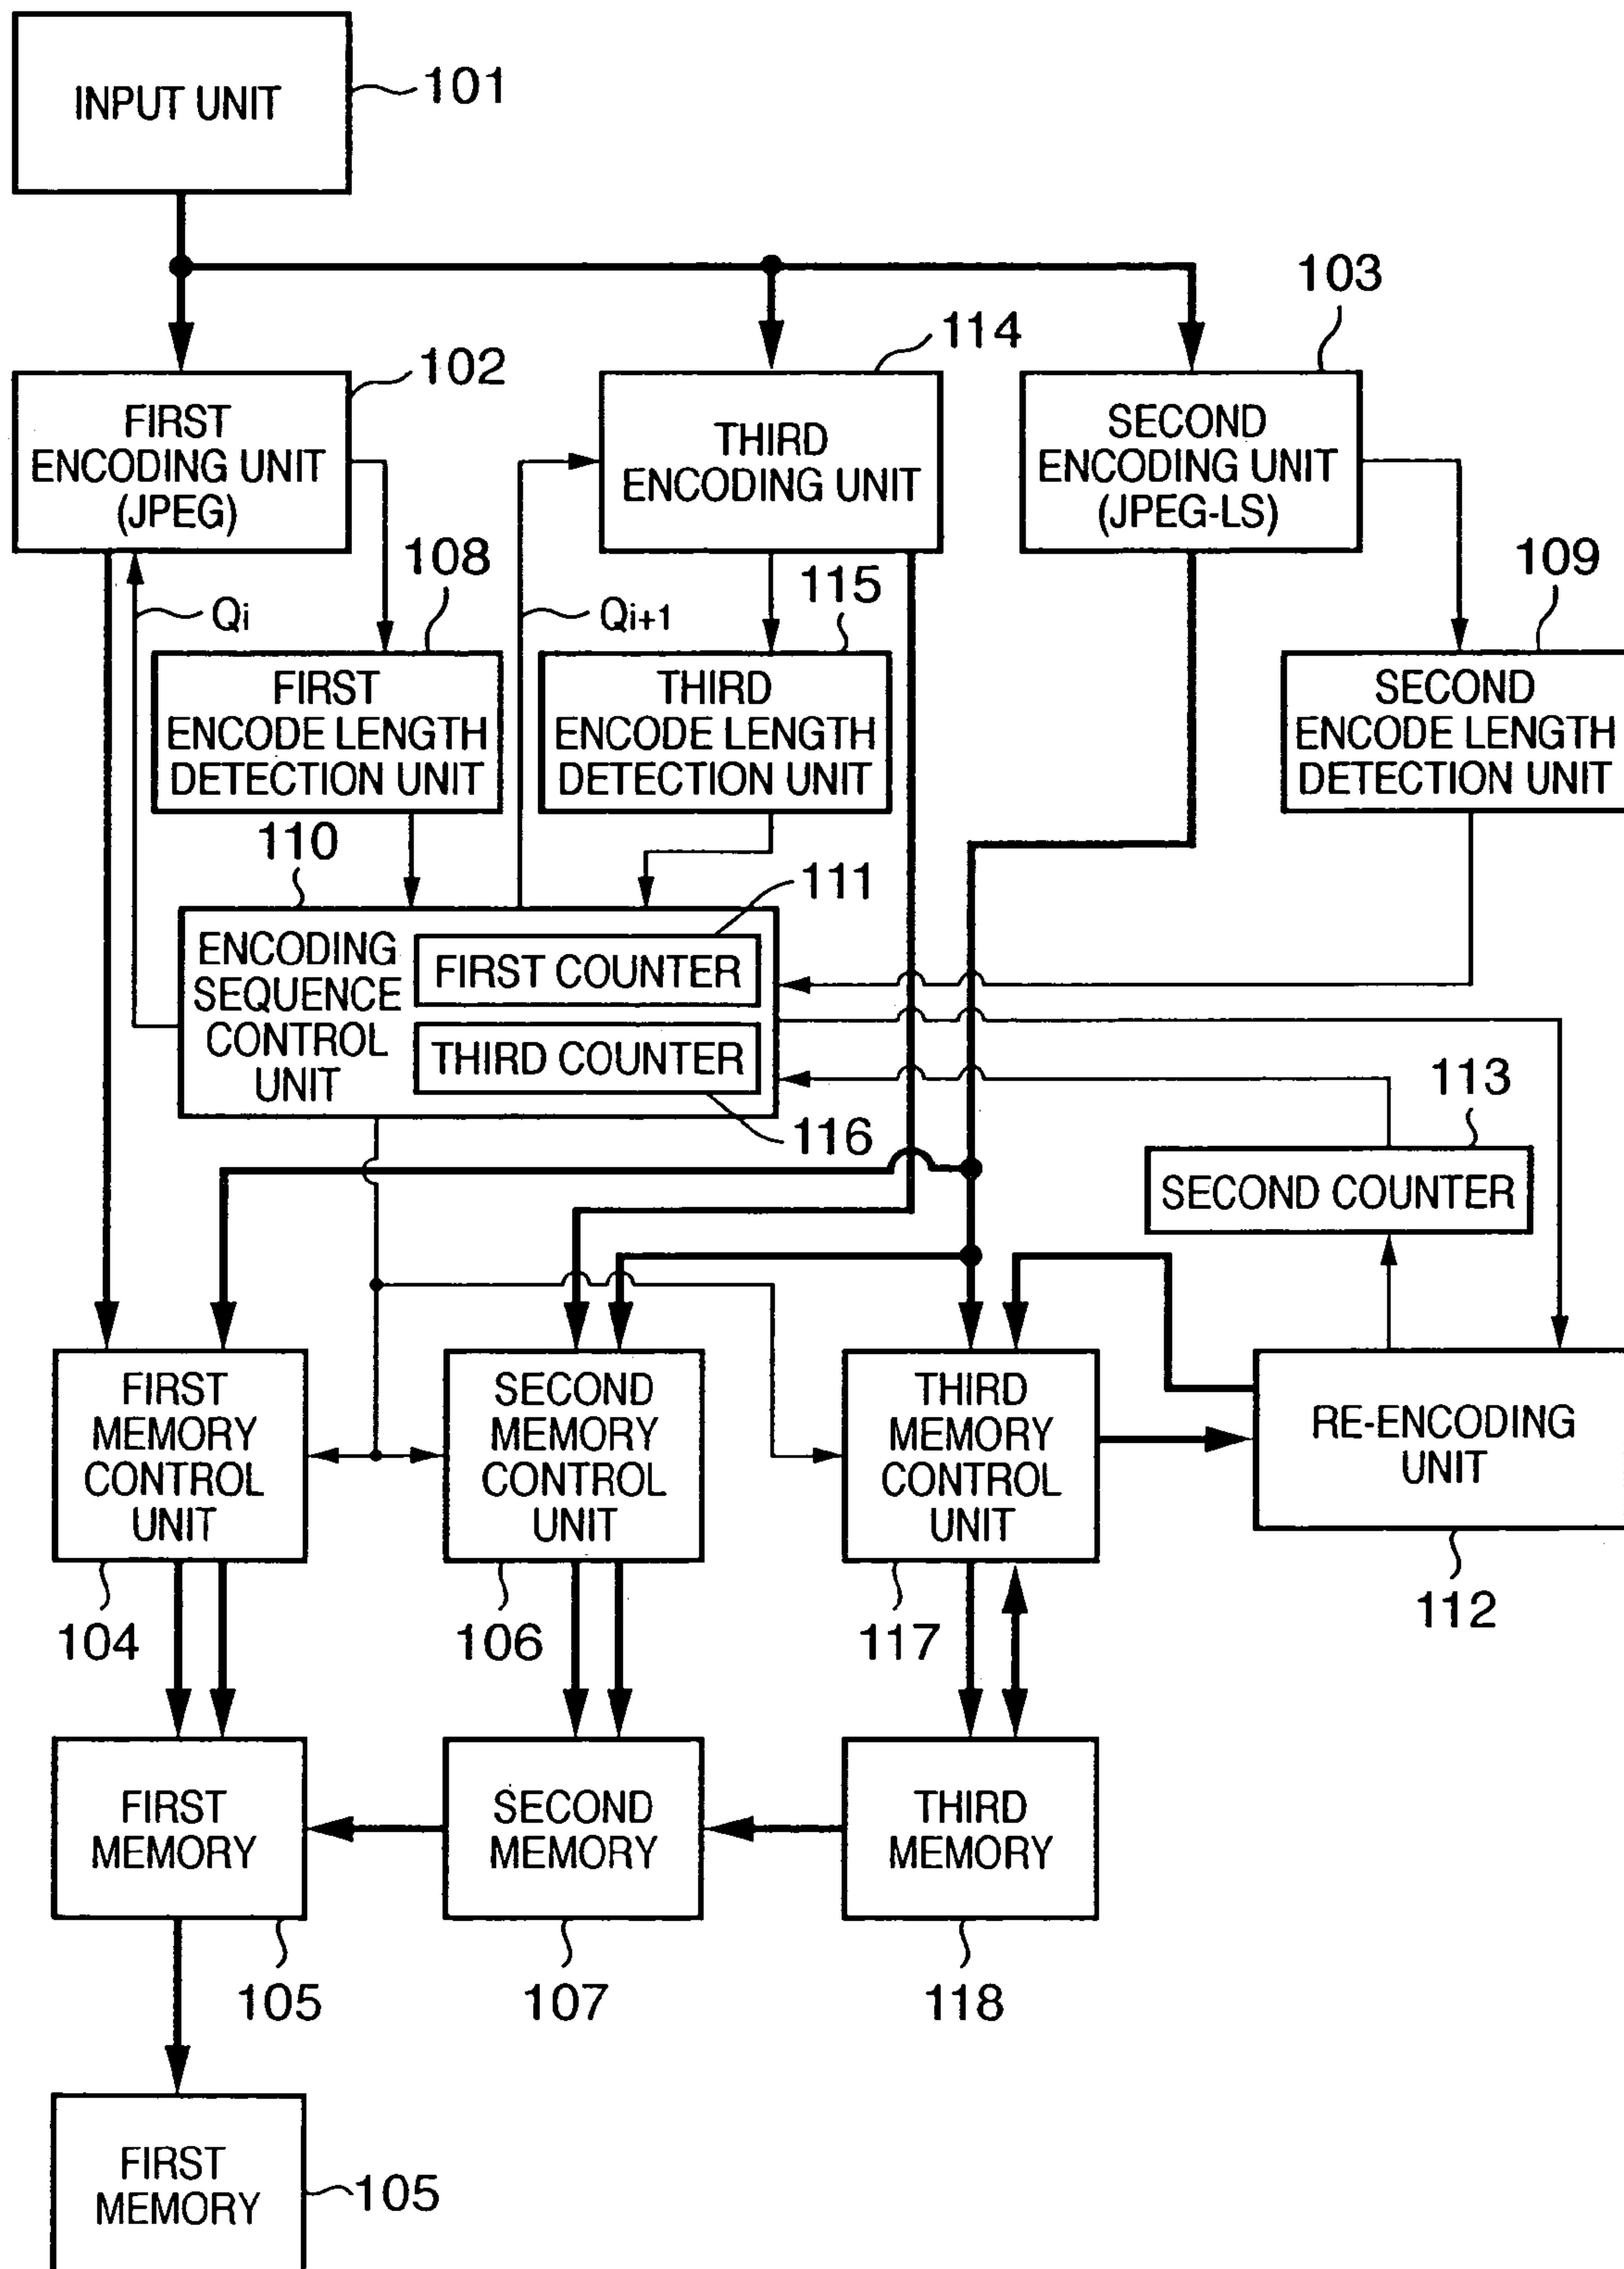 INPUT UNIT
101
103
114
102
FIRST
ENCODING UNIT
(JPEG)
THIRD
ENCODING UNIT
SECOND
ENCODING UNIT
(JPEG-LS)
108
115
109
Qi
Qi+1
FIRST
ENCODE LENGTH
DETECTION UNIT
THIRD
ENCODE LENGTH
DETECTION UNIT
SECOND
ENCODE LENGTH
DETECTION UNIT
110
111
ENCODING
SEQUENCE
CONTROL
UNIT
FIRST COUNTER
THIRD COUNTER
116
113
SECOND COUNTER
FIRST
MEMORY
CONTROL
UNIT
SECOND
MEMORY
CONTROL
UNIT
THIRD
MEMORY
CONTROL
UNIT
RE-ENCODING
UNIT
104
106
117
112
FIRST
MEMORY
SECOND
MEMORY
THIRD
MEMORY
105
107
118
FIRST
MEMORY
105